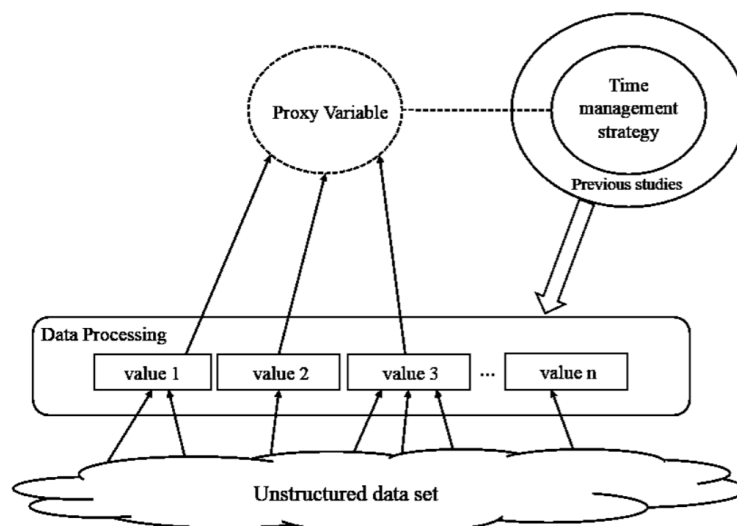 Proxy Variable
Time
management
strategy
Previous studies
Data Processing
value 1
value 2
value 3
...
value n
Unstructured data set